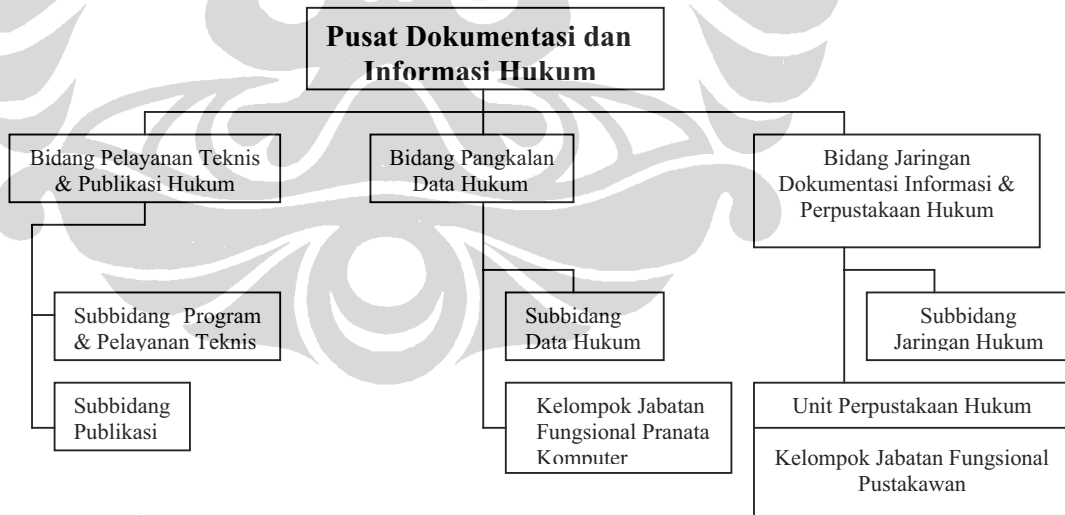 Pusat Dokumentasi dan
Informasi Hukum
Bidang Pelayanan Teknis
& Publikasi Hukum
Bidang Pangkalan
Data Hukum
Bidang Jaringan
Dokumentasi Informasi &
Perpustakaan Hukum
Subbidang Program
& Pelayanan Teknis
Subbidang
Data Hukum
Subbidang
Jaringan Hukum
Subbidang
Publikasi
Kelompok Jabatan
Fungsional Pranata
Komputer
Unit Perpustakaan Hukum
Kelompok Jabatan Fungsional
Pustakawan